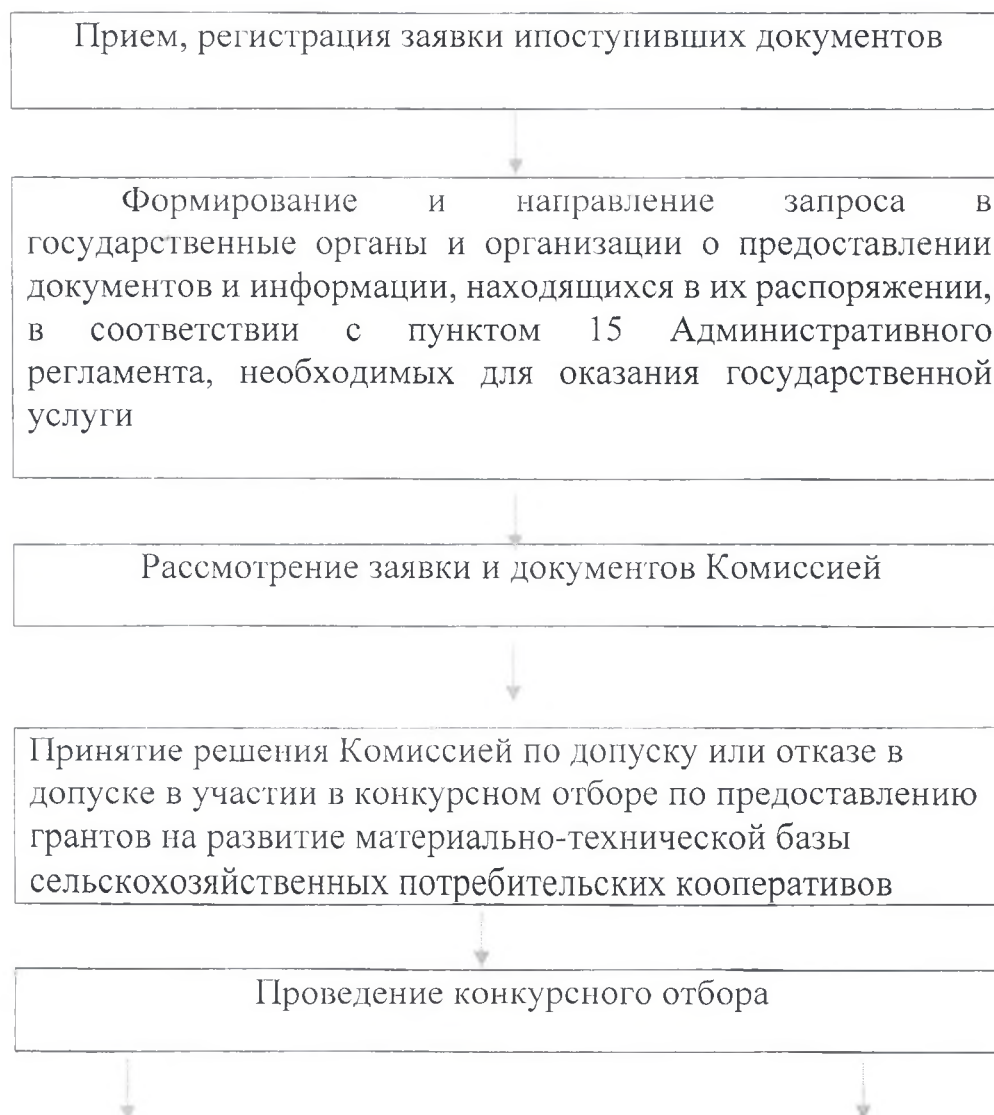 Прием, регистрация заявки ипоступивших документов
Формирование и направление запроса в
государственные органы и организации о предоставлении
документов и информации, находящихся в их распоряжении,
в соответствии с пунктом 15 Административного
регламента, необходимых для оказания государственной
услуги
Рассмотрение заявки и документов Комиссией
Принятие решения Комиссией по допуску или отказе в
допуске в участии в конкурсном отборе по предоставлению
грантов на развитие материально-технической базы
сельскохозяйственных потребительских кооперативов
Проведение конкурсного отбора